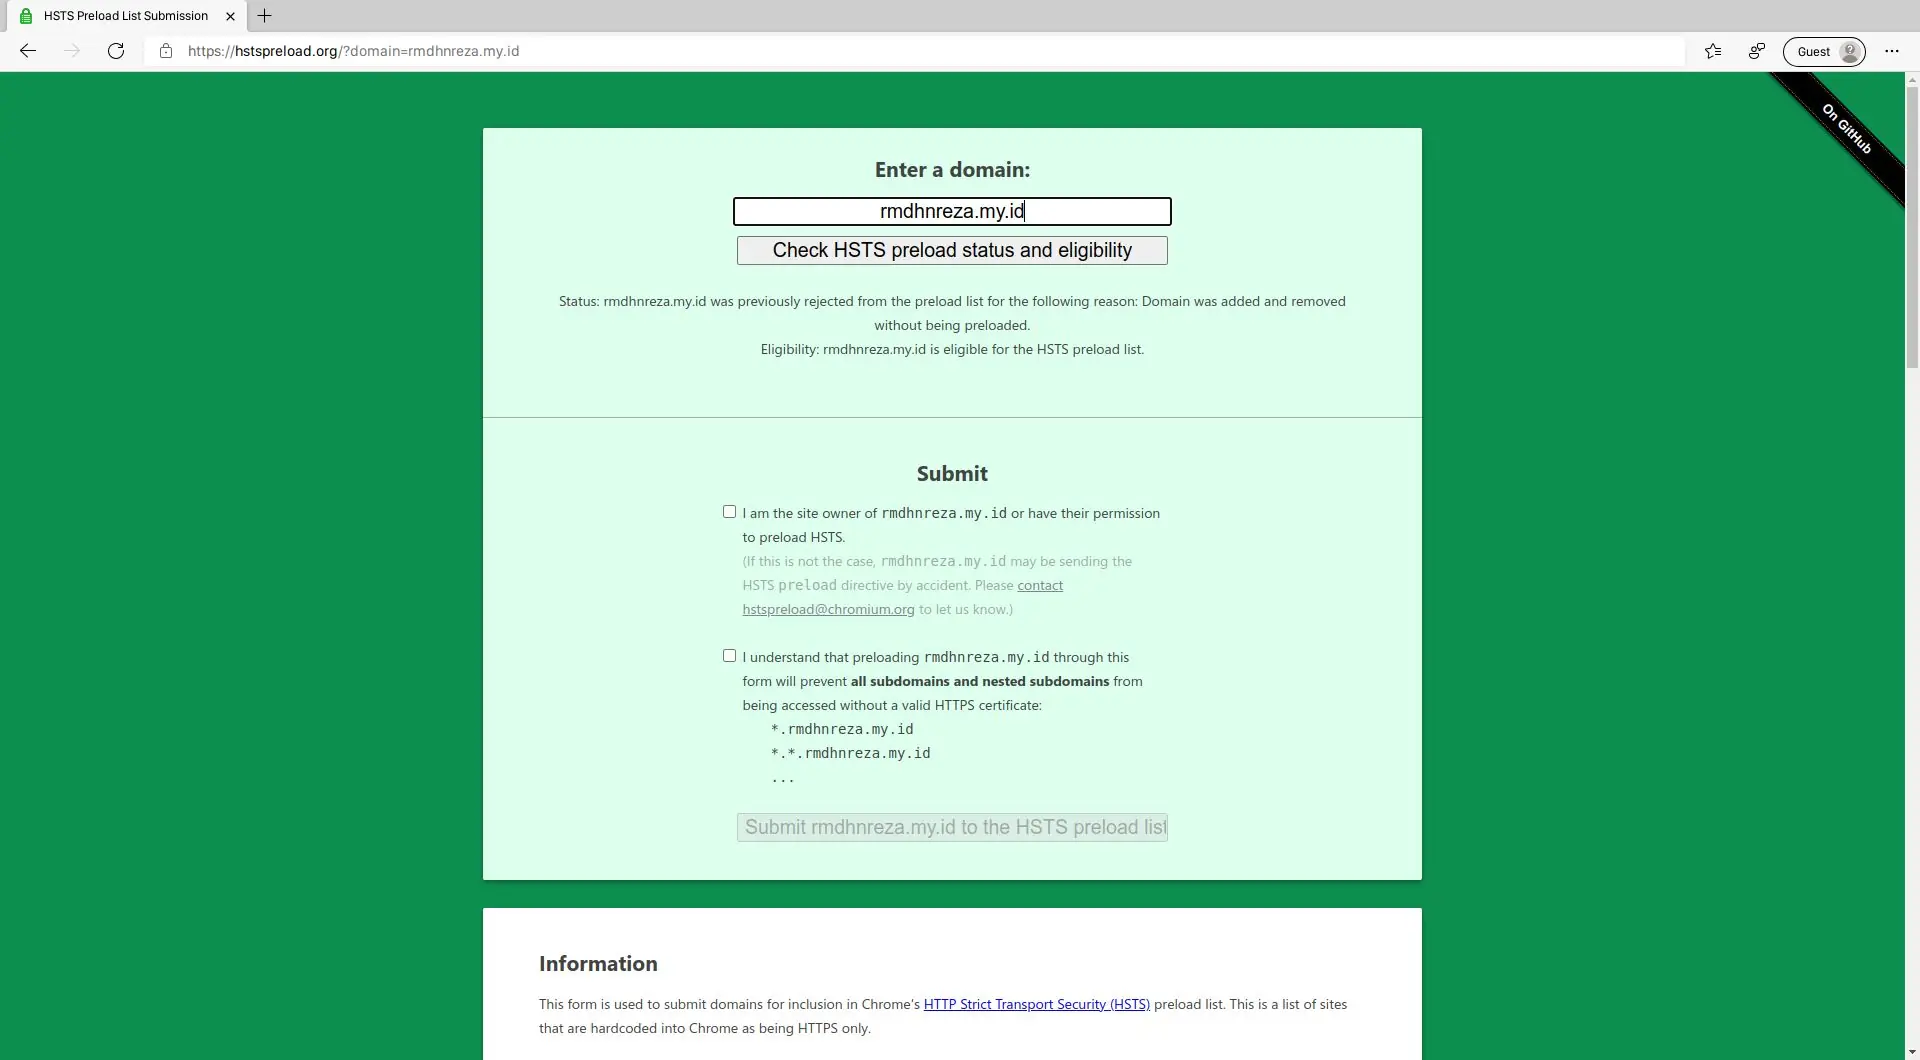 HSTS Preload List Submission
https://hstspreload.org/?domain=rmdhnreza.my.id
Guest
On GitHub
Enter a domain:
rmdhnreza.my.id
Check HSTS preload status and eligibility
Status: rmdhnreza.my.id was previously rejected from the preload list for the following reason: Domain was added and removed
without being preloaded.
Eligibility: rmdhnreza.my.id is eligible for the HSTS preload list.
Submit
I am the site owner of rmdhnreza.my.id or have their permission
to preload HSTS.
(If this is not the case, rmdhnreza.my.id may be sending the
HSTS preload directive by accident. Please contact
hstspreload@chromium.org to let us know.)
I understand that preloading rmdhnreza.my.id through this
form will prevent all subdomains and nested subdomains from
being accessed without a valid HTTPS certificate:
*.rmdhnreza.my.id
*.*.rmdhnreza.my.id
...
Submit rmdhnreza.my.id to the HSTS preload list
Information
This form is used to submit domains for inclusion in Chrome's HTTP Strict Transport Security (HSTS) preload list. This is a list of sites
that are hardcoded into Chrome as being HTTPS only.